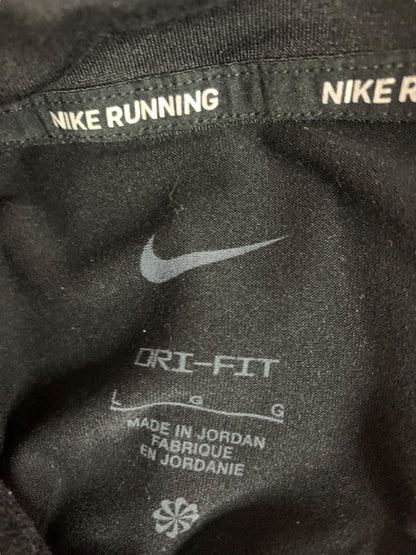 NIKE RUNNING NIKE R
DRI-FIT
L G G
MADE IN JORDAN
FABRIQUE
EN JORDANIE